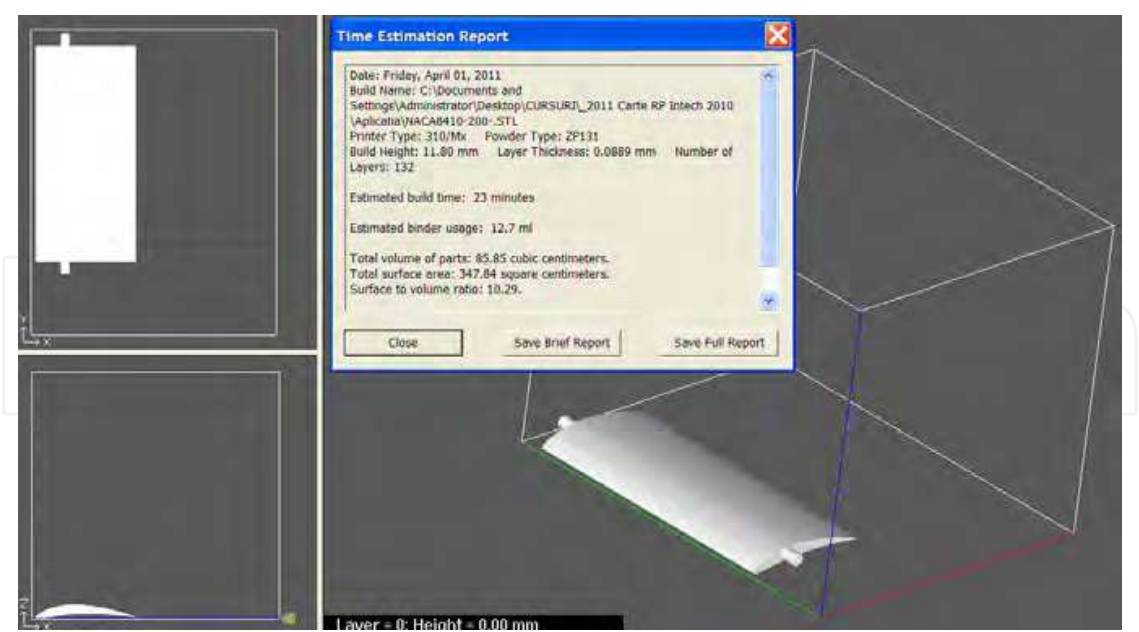 Time Estimation Report
Date: Friday, April 01, 2011
Build Name: C:\Documents and
Settings\Administrator\Desktop\CURSURI\_2011 Carte RP Intech 2010
\Aplicatia\NACA8410-200-.STL
Printer Type: 310/Mx Powder Type: ZP131
Build Height: 11.80 mm Layer Thickness: 0.0889 mm Number of
Layers: 132
Estimated build time: 23 minutes
Estimated binder usage: 12.7 ml
Total volume of parts: 85.85 cubic centimeters.
Total surface area: 347.84 square centimeters.
Surface to volume ratio: 10.29.
Close Save Brief Report Save Full Report
Y
X
Z
X
Layer = 0: Height = 0.00 mm